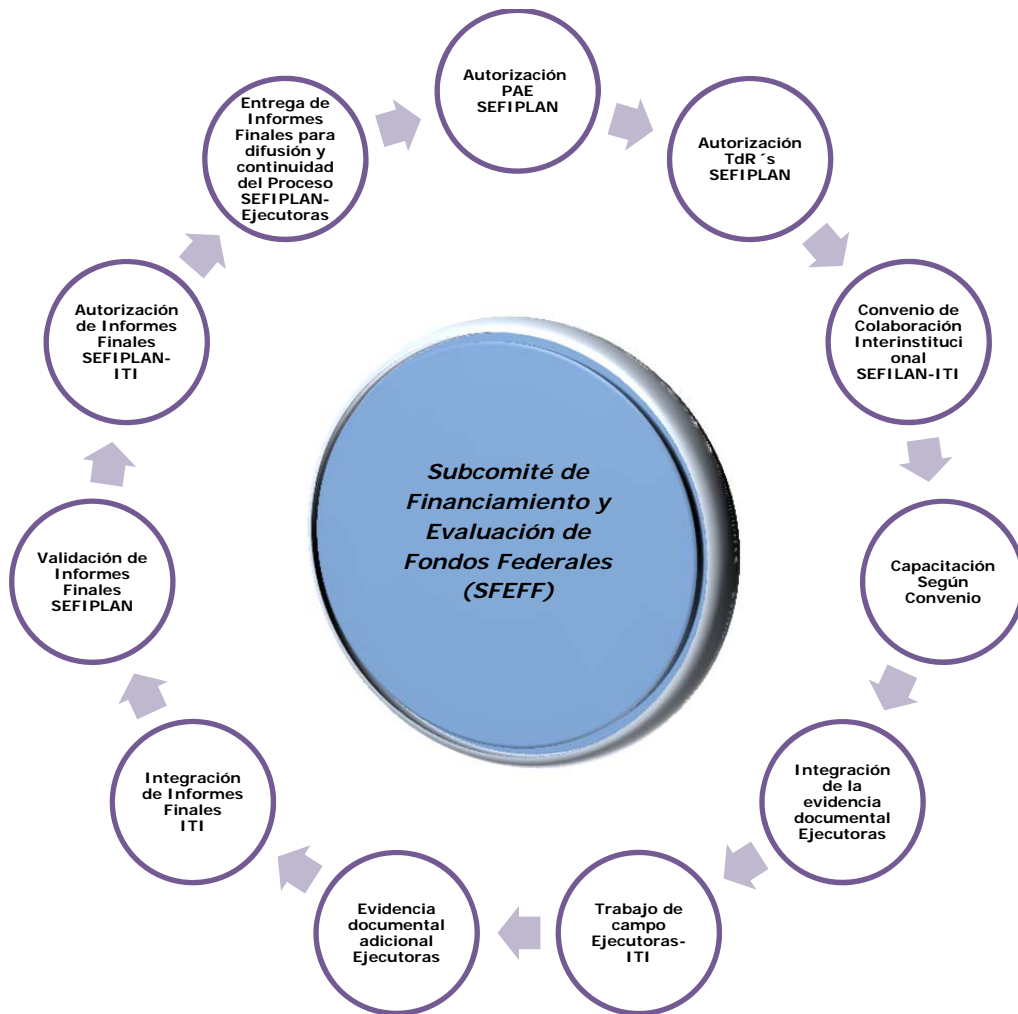 Autorización
PAE
SEFIPLAN
Autorización
TdR´s
SEFIPLAN
Convenio de
Colaboración
Interinstituci
onal
SEFILAN-ITI
Capacitación
Según
Convenio
Integración
de la
evidencia
documental
Ejecutoras
Trabajo de
campo
Ejecutoras-
ITI
Evidencia
documental
adicional
Ejecutoras
Integración
de Informes
Finales
ITI
Validación de
Informes
Finales
SEFIPLAN
Autorización
de Informes
Finales
SEFIPLAN-
ITI
Entrega de
Informes
Finales para
difusión y
continuidad
del Proceso
SEFIPLAN-
Ejecutoras
Subcomité de
Financiamiento y
Evaluación de
Fondos Federales
(SFEFF)